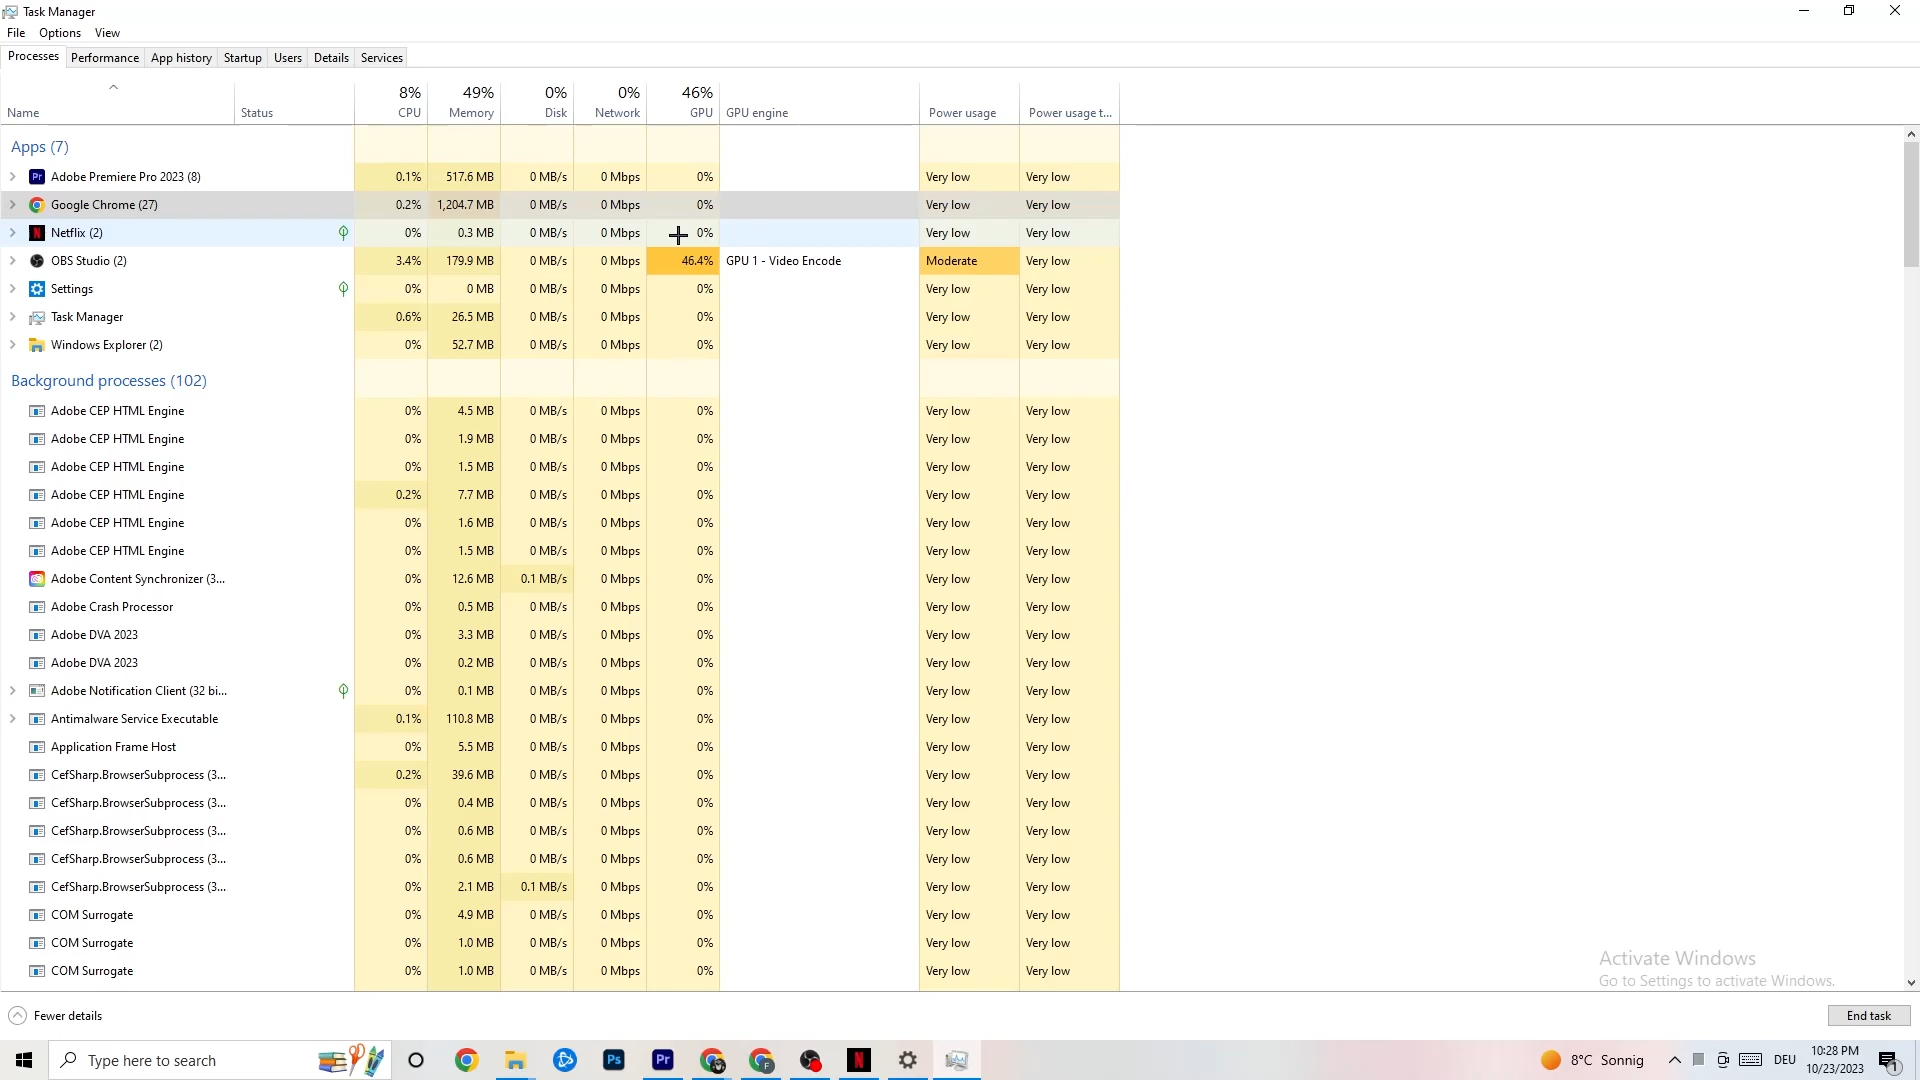 Task Manager
File Options View
Processes Performance App history Startup Users Details Services
8% 49% 0% 0% 46%
Name Status CPU Memory Disk Network GPU GPU engine Power usage Power usage t...
Apps (7)
Pr Adobe Premiere Pro 2023 (8) 0.1% 517.6 MB 0 MB/s 0 Mbps 0% Very low Very low
Google Chrome (27) 0.2% 1,204.7 MB 0 MB/s 0 Mbps 0% Very low Very low
N Netflix (2) 0% 0.3 MB 0 MB/s 0 Mbps 0% Very low Very low
OBS Studio (2) 3.4% 179.9 MB 0 MB/s 0 Mbps 46.4% GPU 1 - Video Encode Moderate Very low
Settings 0% 0 MB 0 MB/s 0 Mbps 0% Very low Very low
Task Manager 0.6% 26.5 MB 0 MB/s 0 Mbps 0% Very low Very low
Windows Explorer (2) 0% 52.7 MB 0 MB/s 0 Mbps 0% Very low Very low
Background processes (102)
Adobe CEP HTML Engine 0% 4.5 MB 0 MB/s 0 Mbps 0% Very low Very low
Adobe CEP HTML Engine 0% 1.9 MB 0 MB/s 0 Mbps 0% Very low Very low
Adobe CEP HTML Engine 0% 1.5 MB 0 MB/s 0 Mbps 0% Very low Very low
Adobe CEP HTML Engine 0.2% 7.7 MB 0 MB/s 0 Mbps 0% Very low Very low
Adobe CEP HTML Engine 0% 1.6 MB 0 MB/s 0 Mbps 0% Very low Very low
Adobe CEP HTML Engine 0% 1.5 MB 0 MB/s 0 Mbps 0% Very low Very low
Adobe Content Synchronizer (3... 0% 12.6 MB 0.1 MB/s 0 Mbps 0% Very low Very low
Adobe Crash Processor 0% 0.5 MB 0 MB/s 0 Mbps 0% Very low Very low
Adobe DVA 2023 0% 3.3 MB 0 MB/s 0 Mbps 0% Very low Very low
Adobe DVA 2023 0% 0.2 MB 0 MB/s 0 Mbps 0% Very low Very low
Adobe Notification Client (32 bi... 0% 0.1 MB 0 MB/s 0 Mbps 0% Very low Very low
Antimalware Service Executable 0.1% 110.8 MB 0 MB/s 0 Mbps 0% Very low Very low
Application Frame Host 0% 5.5 MB 0 MB/s 0 Mbps 0% Very low Very low
CefSharp.BrowserSubprocess (3... 0.2% 39.6 MB 0 MB/s 0 Mbps 0% Very low Very low
CefSharp.BrowserSubprocess (3... 0% 0.4 MB 0 MB/s 0 Mbps 0% Very low Very low
CefSharp.BrowserSubprocess (3... 0% 0.6 MB 0 MB/s 0 Mbps 0% Very low Very low
CefSharp.BrowserSubprocess (3... 0% 0.6 MB 0 MB/s 0 Mbps 0% Very low Very low
CefSharp.BrowserSubprocess (3... 0% 2.1 MB 0.1 MB/s 0 Mbps 0% Very low Very low
COM Surrogate 0% 4.9 MB 0 MB/s 0 Mbps 0% Very low Very low
COM Surrogate 0% 1.0 MB 0 MB/s 0 Mbps 0% Very low Very low
COM Surrogate 0% 1.0 MB 0 MB/s 0 Mbps 0% Very low Very low
Activate Windows
Go to Settings to activate Windows.
Fewer details End task
Type here to search Ps Pr F N 8°C Sonnig DEU 10:28 PM
10/23/2023 1